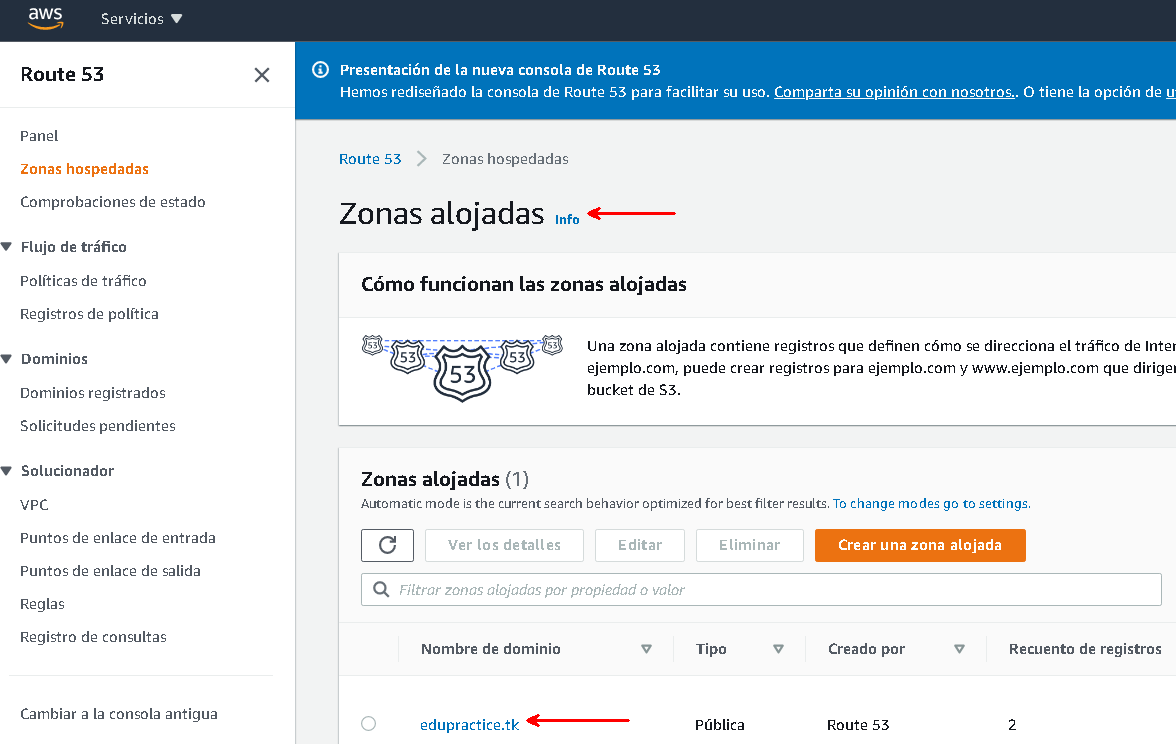 aws
Servicios
Route 53
Panel
Zonas hospedadas
Comprobaciones de estado
Flujo de tráfico
Políticas de tráfico
Registros de política
Dominios
Dominios registrados
Solicitudes pendientes
Solucionador
VPC
Puntos de enlace de entrada
Puntos de enlace de salida
Reglas
Registro de consultas
Cambiar a la consola antigua
Presentación de la nueva consola de Route 53
Hemos rediseñado la consola de Route 53 para facilitar su uso. Comparta su opinión con nosotros.. O tiene la opción de
Route 53 Zonas hospedadas
Zonas alojadas Info
Cómo funcionan las zonas alojadas
53 53 53 53 53
Una zona alojada contiene registros que definen cómo se direcciona el tráfico de Inter
ejemplo.com, puede crear registros para ejemplo.com y www.ejemplo.com que dirigen
bucket de S3.
Zonas alojadas (1)
Automatic mode is the current search behavior optimized for best filter results. To change modes go to settings.
Ver los detalles Editar Eliminar Crear una zona alojada
Filtrar zonas alojadas por propiedad o valor
Nombre de dominio Tipo Creado por Recuento de registros
edupractice.tk Pública Route 53 2